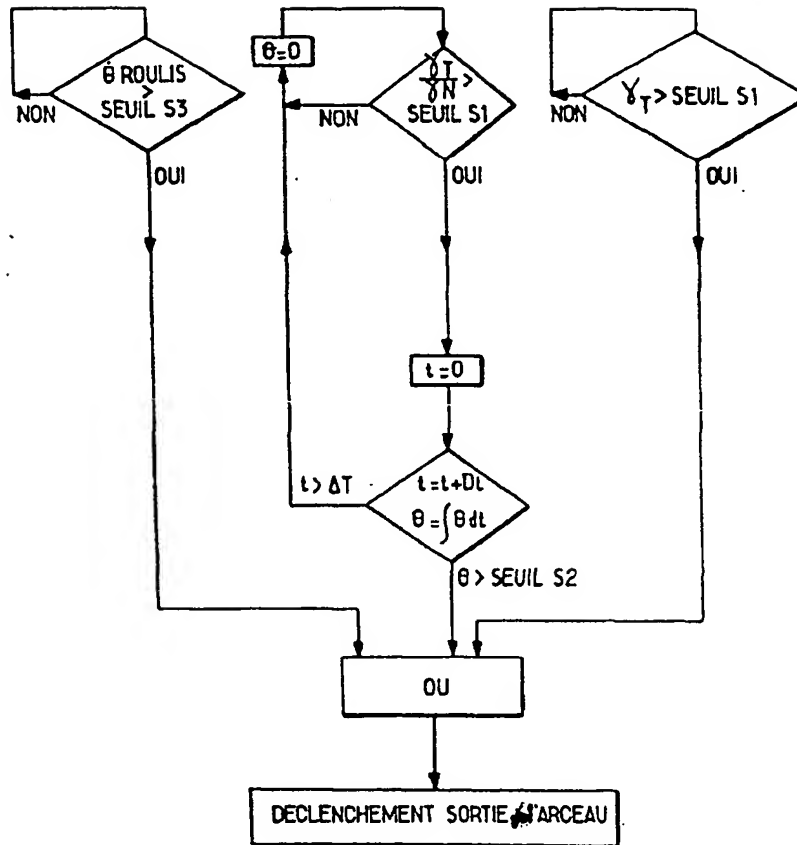 θ̇ ROULIS
>
SEUIL S3
NON
OUI
θ=0
γT
γN >
SEUIL S1
NON
OUI
γT > SEUIL S1
NON
OUI
t=0
t > ΔT
t=t+Dt
θ=∫θdt
θ > SEUIL S2
OU
DECLENCHEMENT SORTIE ARCEAU